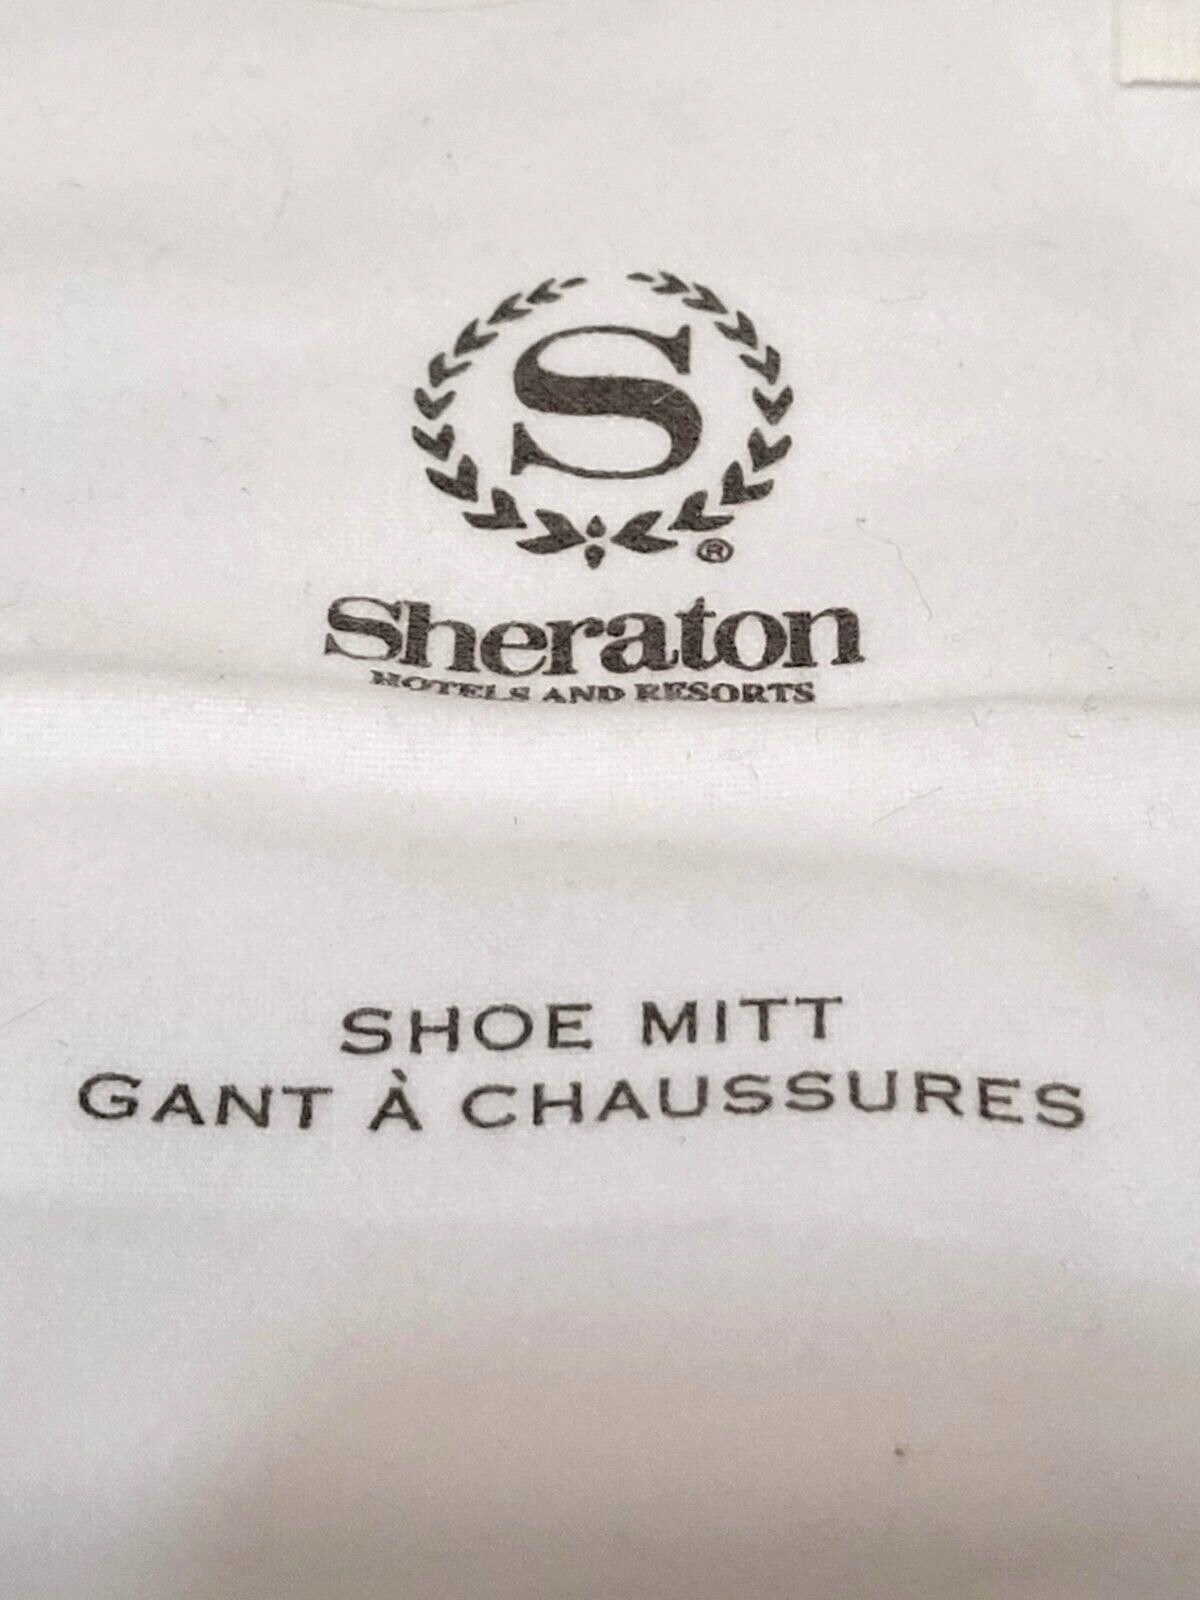 S
®
Sheraton
HOTELS AND RESORTS
SHOE MITT
GANT À CHAUSSURES